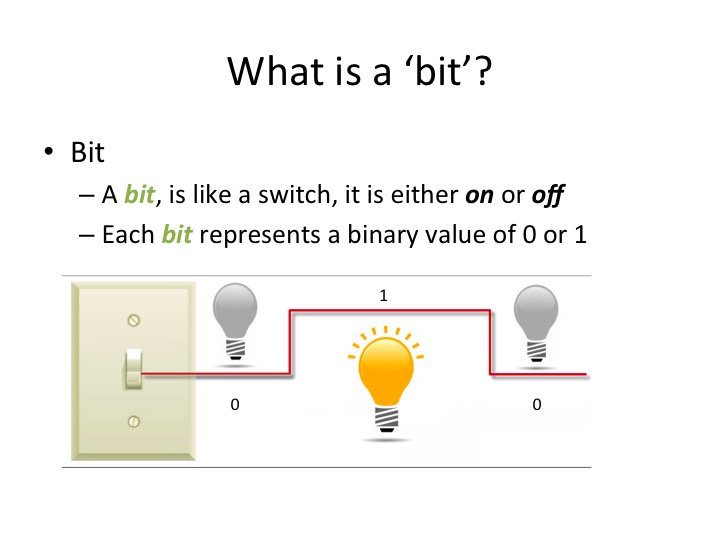 What is a ‘bit’?
• Bit
– A bit, is like a switch, it is either on or off
– Each bit represents a binary value of 0 or 1
1
0
0